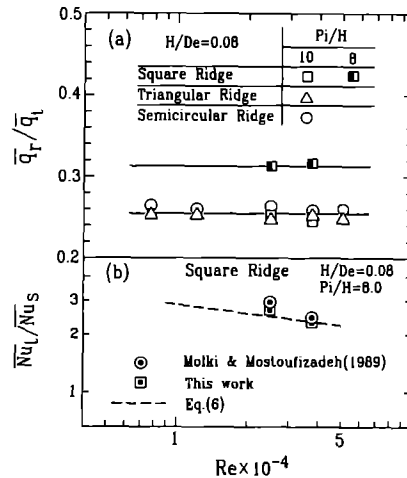 (a) H/De=0.08 Pi/H
10 8
Square Ridge
Triangular Ridge
Semicircular Ridge
0.5
0.4
0.3
0.2
q̅r/q̅t
(b) Square Ridge H/De=0.08
Pi/H=8.0
3
2
1
N̅u̅t/N̅u̅s
Molki & Mostoufizadeh(1989)
This work
Eq.(6)
1 5
Re×10⁻⁴